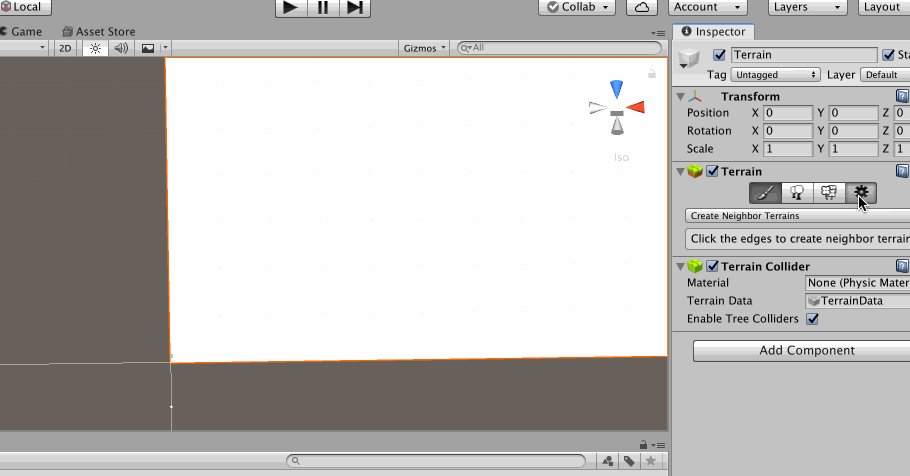 Local
Collab
Account
Layers
Layout
Game
Asset Store
2D
Gizmos
All
Iso
Inspector
Terrain
Tag Untagged Layer Default
Transform
Position X 0 Y 0 Z 0
Rotation X 0 Y 0 Z 0
Scale X 1 Y 1 Z 1
Terrain
Create Neighbor Terrains
Click the edges to create neighbor terrain
Terrain Collider
Material None (Physic Mater
Terrain Data TerrainData
Enable Tree Colliders
Add Component